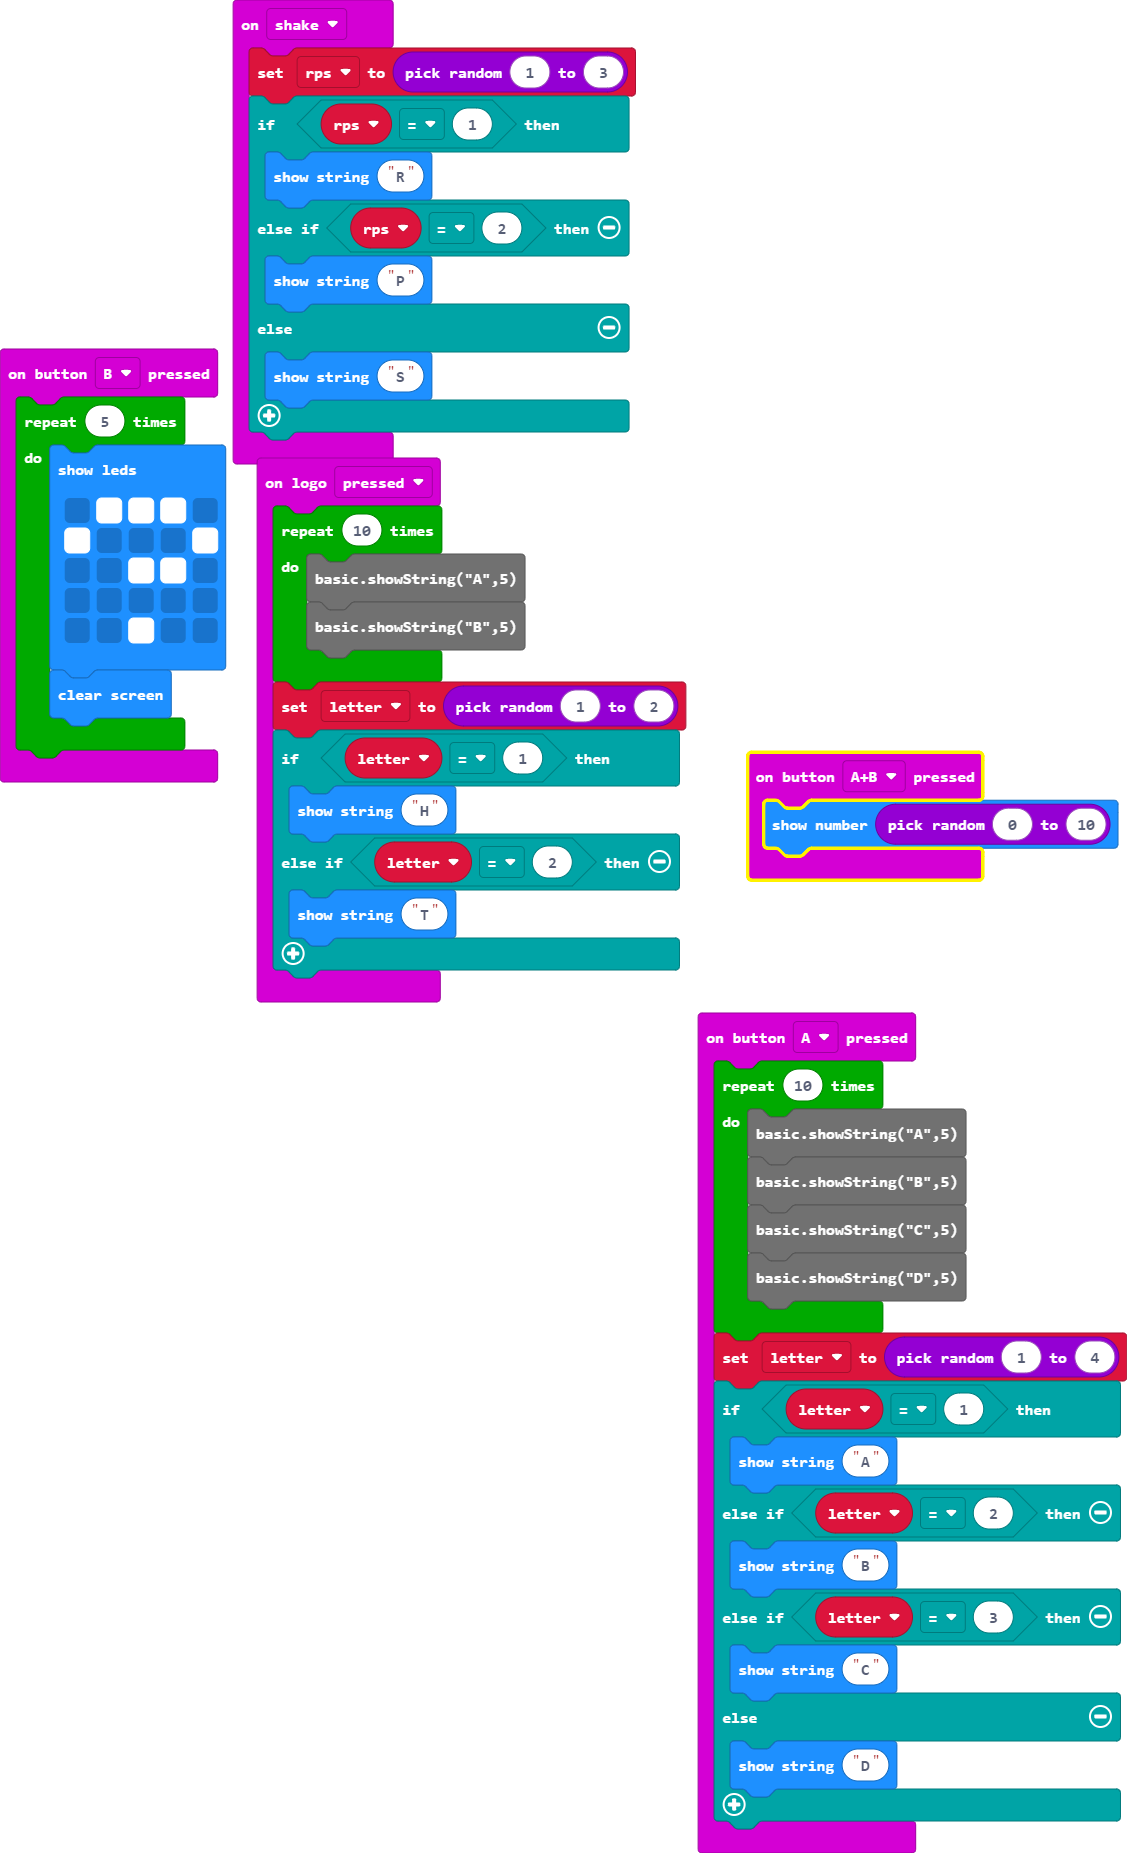 on shake
set rps to pick random 1 to 3
if rps = 1 then
show string "R"
else if rps = 2 then
show string "P"
else
show string "S"
on button B pressed
repeat 5 times
do
show leds
clear screen
on logo pressed
repeat 10 times
do
basic.showString("A",5)
basic.showString("B",5)
set letter to pick random 1 to 2
if letter = 1 then
show string "H"
else if letter = 2 then
show string "T"
on button A+B pressed
show number pick random 0 to 10
on button A pressed
repeat 10 times
do
basic.showString("A",5)
basic.showString("B",5)
basic.showString("C",5)
basic.showString("D",5)
set letter to pick random 1 to 4
if letter = 1 then
show string "A"
else if letter = 2 then
show string "B"
else if letter = 3 then
show string "C"
else
show string "D"